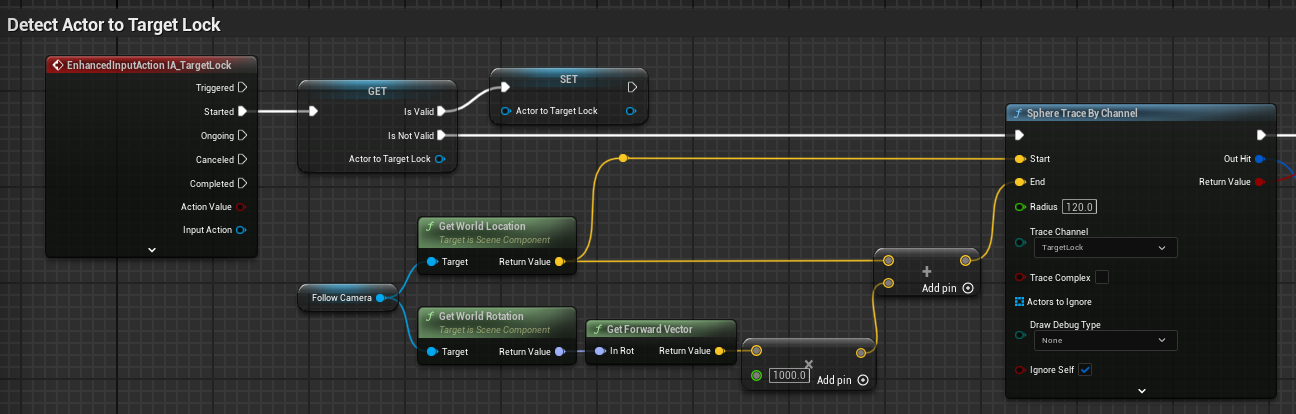 Detect Actor to Target Lock
EnhancedInputAction IA_TargetLock
Triggered
Started
Ongoing
Canceled
Completed
Action Value
Input Action
GET
Is Valid
Is Not Valid
Actor to Target Lock
SET
Actor to Target Lock
Follow Camera
Get World Location
Target is Scene Component
Target Return Value
Get World Rotation
Target is Scene Component
Target Return Value
Get Forward Vector
In Rot Return Value
1000.0
Add pin
Add pin
Sphere Trace By Channel
Start Out Hit
End Return Value
Radius 120.0
Trace Channel
TargetLock
Trace Complex
Actors to Ignore
Draw Debug Type
None
Ignore Self